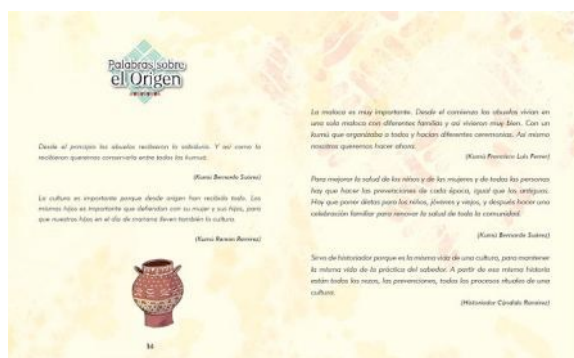 Palabras sobre
el Origen
Desde el principio los abuelos recibieron la sabiduría. Y así como la
recibieron queremos conservarla entre todos los Kumuá.
(Kumú Bernardo Suárez)
La cultura es importante porque desde origen han recibido todo. Los
mismos hijos es importante que defiendan con su mujer y sus hijos, para
que nuestros hijos en el día de mañana lleven también la cultura.
(Kumú Ramón Ramírez)
34
La maloca es muy importante. Desde el comienzo los abuelos vivían en
una sola maloca con diferentes familias y así vivieron muy bien. Con un
kumú que organizaba a todos y hacían diferentes ceremonias. Así mismo
nosotros queremos hacer ahora.
(Kumú Francisco Luis)
Para mejorar la salud de los niños y de las mujeres y de todas las personas
hay que hacer las prevenciones de cada época, igual que los antiguos.
Hay que poner dietas para los niños, jóvenes y viejos, y después hacer una
celebración familiar para renovar la salud de toda la comunidad.
(Kumú Bernardo Suárez)
Sirve de historiador porque es la misma vida de una cultura, para mantener
la misma vida de la práctica del sabedor. A partir de esa misma historia
están todos los rezos, las prevenciones, todos los procesos rituales de una
cultura.
(Historiador Cándido Ramírez)